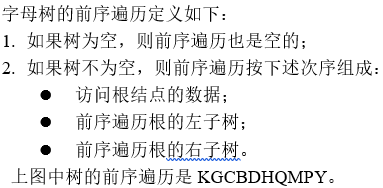 字母树的前序遍历定义如下：
1. 如果树为空，则前序遍历也是空的；
2. 如果树不为空，则前序遍历按下述次序组成：
● 访问根结点的数据；
● 前序遍历根的左子树；
● 前序遍历根的右子树。
上图中树的前序遍历是 KGCBDHQMPY。